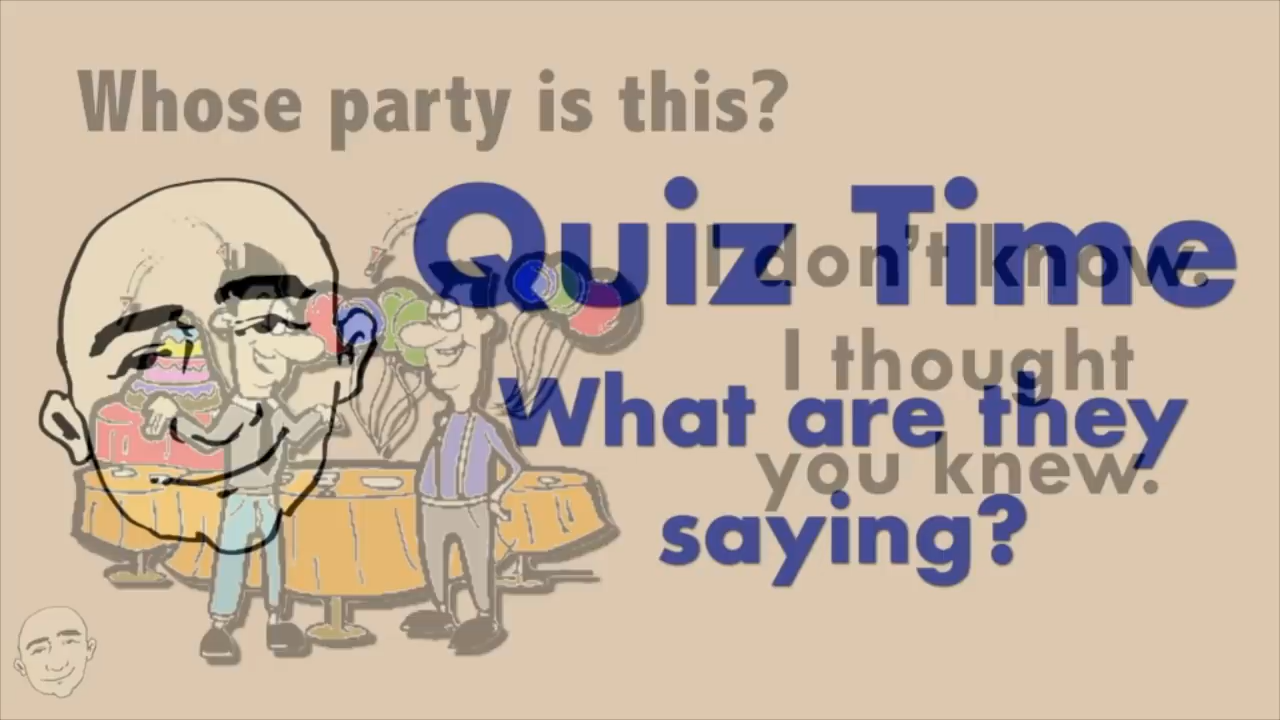 Whose party is this?
Quiz Time
I don't know.
I thought
What are they
you knew.
saying?